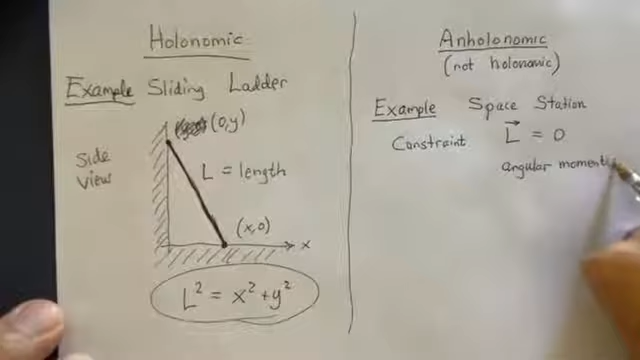 Holonomic
Example Sliding Ladder
(0,y)
Side
view
L = length
(x,0)
x
L² = x² + y²
Anholonomic
(not holonomic)
Example Space Station
Constraint L⃗ = 0
angular